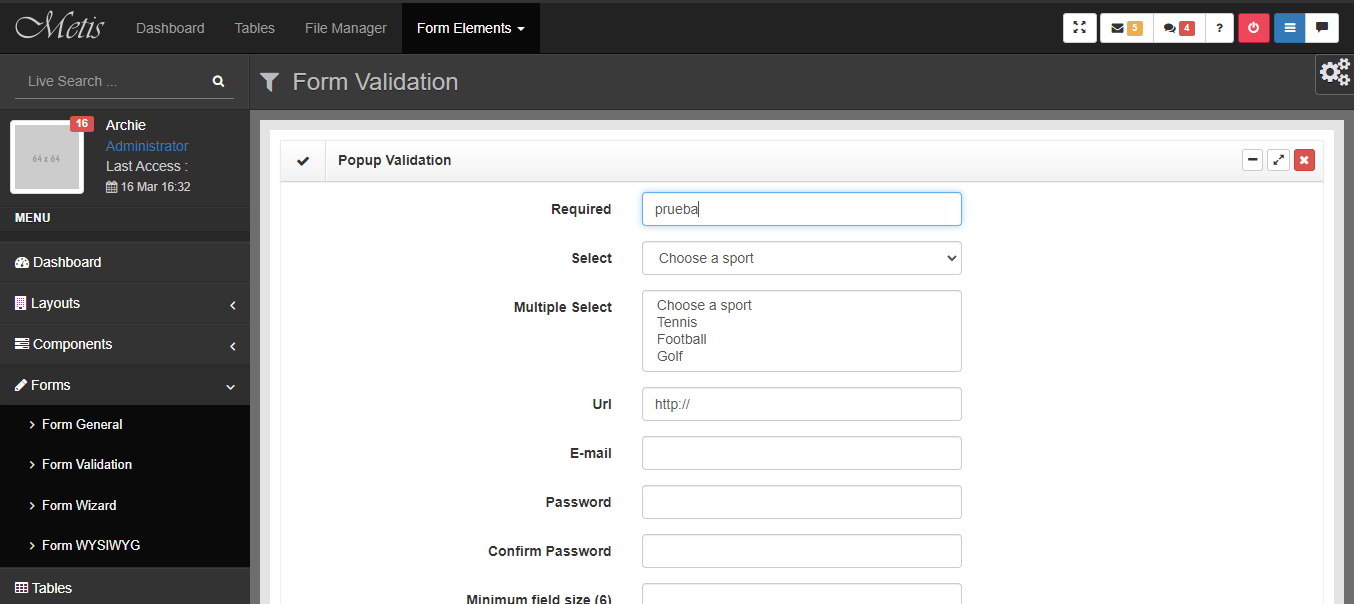 Metis Dashboard Tables File Manager Form Elements 5 4 ?
Live Search ...
Form Validation
16
64 x 64
Archie
Administrator
Last Access :
16 Mar 16:32
MENU
Dashboard
Layouts
Components
Forms
Form General
Form Validation
Form Wizard
Form WYSIWYG
Tables
Popup Validation
Required prueba
Select Choose a sport
Multiple Select Choose a sport
Tennis
Football
Golf
Url http://
E-mail
Password
Confirm Password
Minimum field size (6)